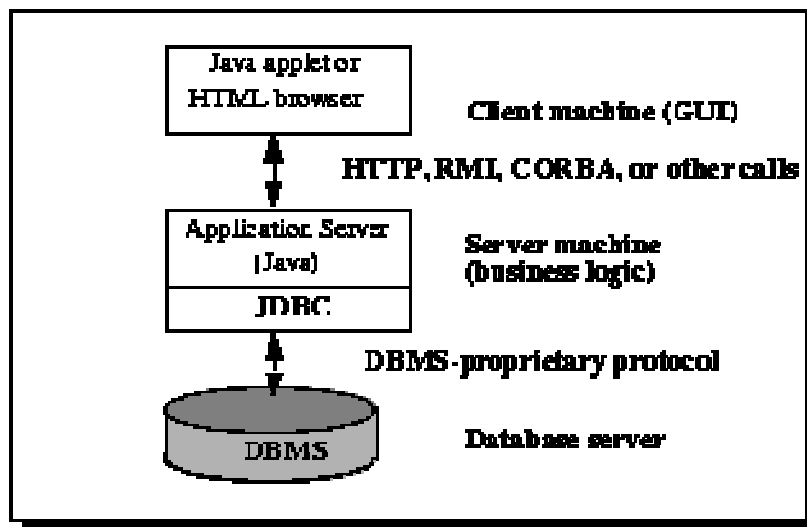 Java applet or
HTML browser
Client machine (GUI)
HTTP, RMI, CORBA, or other calls
Application Server
(Java)
JDBC
Server machine
(business logic)
DBMS-proprietary protocol
DBMS
Database server